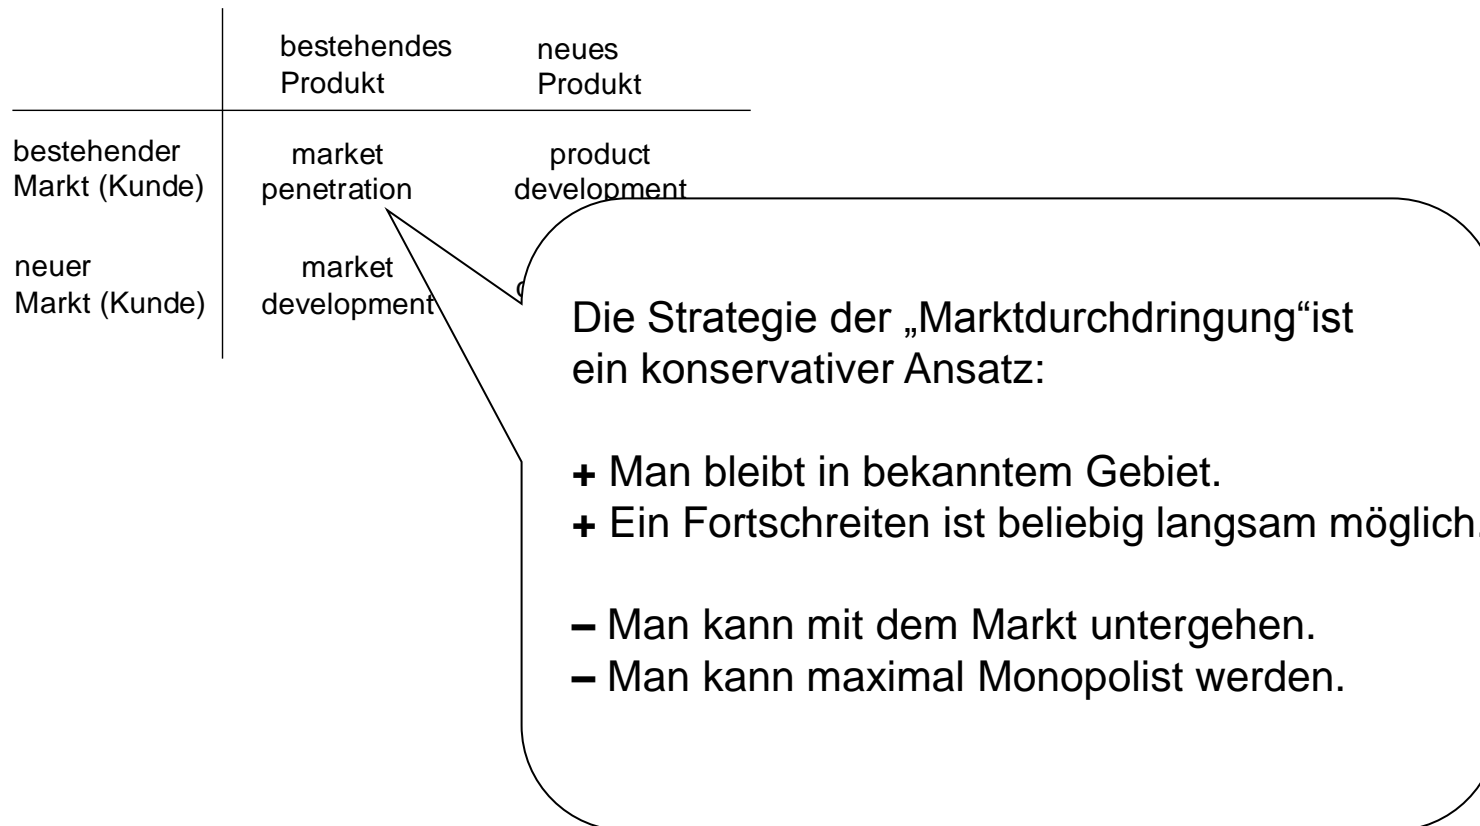 bestehendes neues
Produkt Produkt
bestehender market product
Markt (Kunde) penetration development
neuer market
Markt (Kunde) development
Die Strategie der „Marktdurchdringung“ist
ein konservativer Ansatz:
+ Man bleibt in bekanntem Gebiet.
+ Ein Fortschreiten ist beliebig langsam möglich.
– Man kann mit dem Markt untergehen.
– Man kann maximal Monopolist werden.